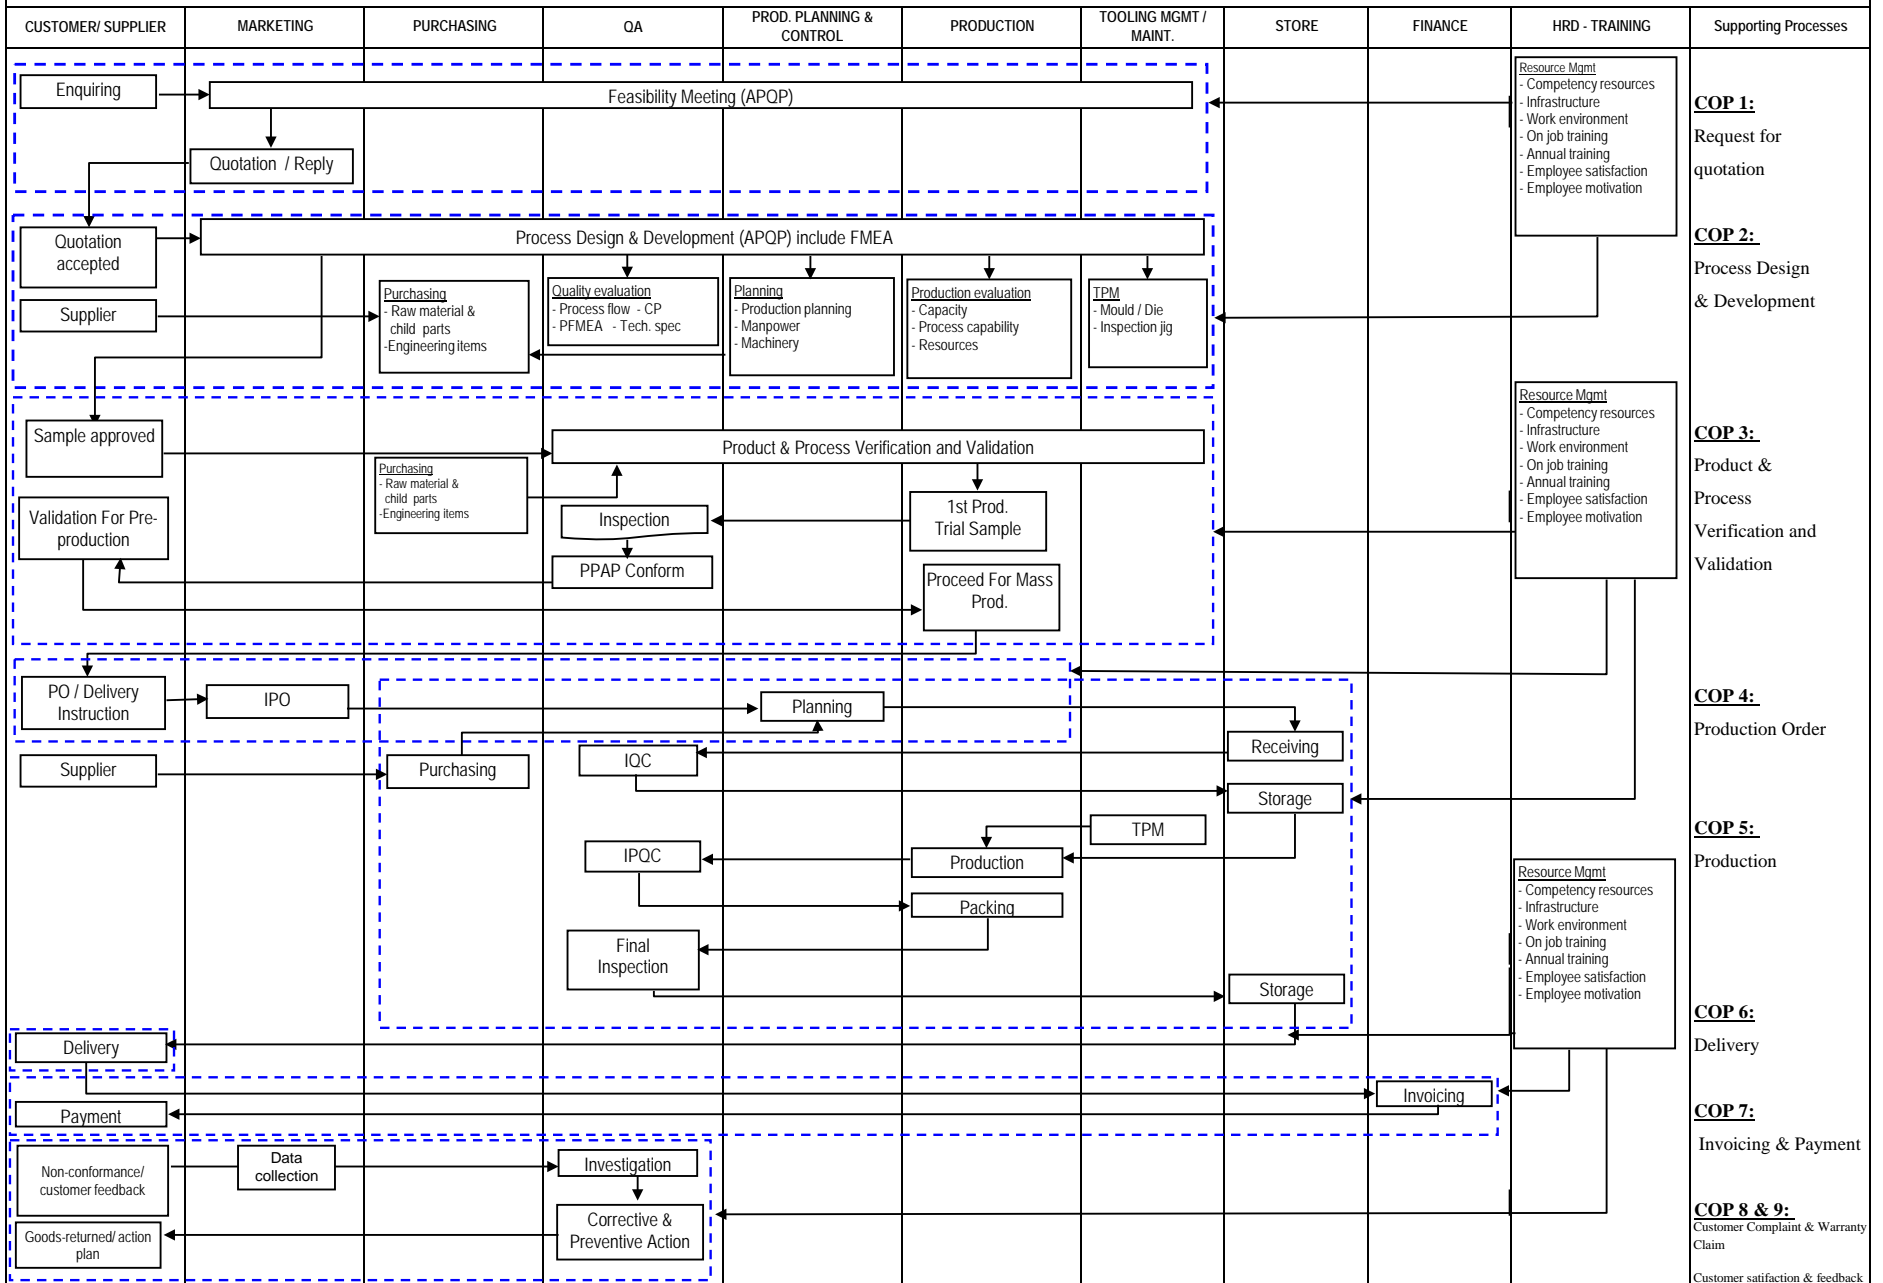 CUSTOMER/ SUPPLIER
MARKETING
PURCHASING
QA
PROD. PLANNING &
CONTROL
PRODUCTION
TOOLING MGMT /
MAINT.
STORE
FINANCE
HRD - TRAINING
Supporting Processes
Enquiring
Feasibility Meeting (APQP)
Quotation / Reply
Resource Mgmt
- Competency resources
- Infrastructure
- Work environment
- On job training
- Annual training
- Employee satisfaction
- Employee motivation
COP 1:
Request for
quotation
Quotation
accepted
Process Design & Development (APQP) include FMEA
Supplier
Purchasing
- Raw material &
child parts
-Engineering items
Quality evaluation
- Process flow - CP
- PFMEA - Tech. spec
Planning
- Production planning
- Manpower
- Machinery
Production evaluation
- Capacity
- Process capability
- Resources
TPM
- Mould / Die
- Inspection jig
COP 2:
Process Design
& Development
Sample approved
Product & Process Verification and Validation
Purchasing
- Raw material &
child parts
-Engineering items
Validation For Pre-
production
Inspection
1st Prod.
Trial Sample
PPAP Conform
Proceed For Mass
Prod.
Resource Mgmt
- Competency resources
- Infrastructure
- Work environment
- On job training
- Annual training
- Employee satisfaction
- Employee motivation
COP 3:
Product &
Process
Verification and
Validation
PO / Delivery
Instruction
IPO
Planning
COP 4:
Production Order
Supplier
Purchasing
IQC
Receiving
Storage
TPM
IPQC
Production
Packing
Final
Inspection
Storage
COP 5:
Production
Resource Mgmt
- Competency resources
- Infrastructure
- Work environment
- On job training
- Annual training
- Employee satisfaction
- Employee motivation
Delivery
COP 6:
Delivery
Invoicing
Payment
COP 7:
Invoicing & Payment
Non-conformance/
customer feedback
Data
collection
Investigation
Corrective &
Preventive Action
Goods-returned/ action
plan
COP 8 & 9:
Customer Complaint & Warranty
Claim
Customer satifaction & feedback